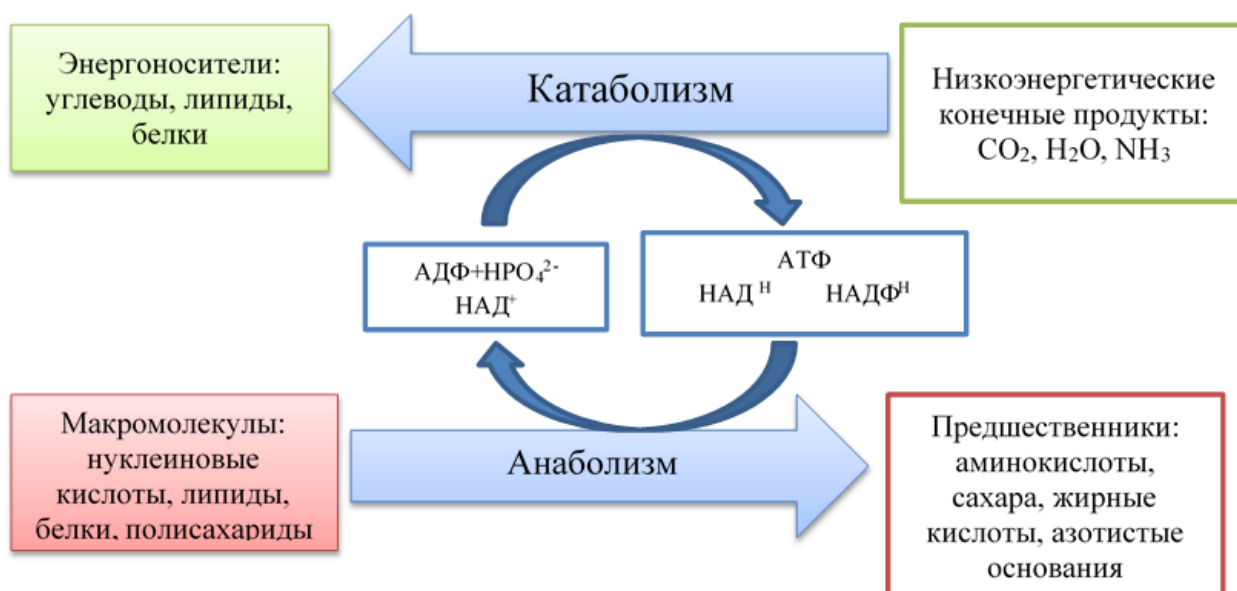 Энергоносители:
углеводы, липиды,
белки
Катаболизм
Низкоэнергетические
конечные продукты:
CO₂, H₂O, NH₃
АДФ+HPO₄²⁻
НАД⁺
АТФ
НАД ᴴ НАДФᴴ
Макромолекулы:
нуклеиновые
кислоты, липиды,
белки, полисахариды
Анаболизм
Предшественники:
аминокислоты,
сахара, жирные
кислоты, азотистые
основания